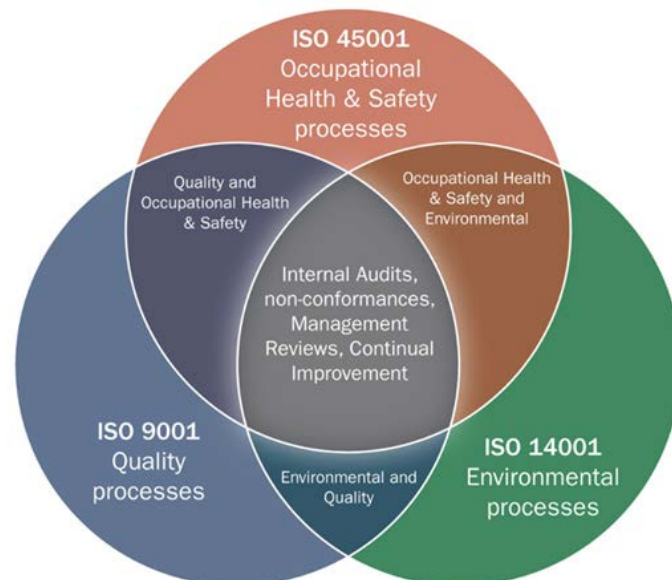 ISO 45001
Occupational
Health & Safety
processes
Quality and
Occupational Health
& Safety
Occupational Health
& Safety and
Environmental
Internal Audits,
non-conformances,
Management
Reviews, Continual
Improvement
ISO 9001
Quality
processes
Environmental and
Quality
ISO 14001
Environmental
processes